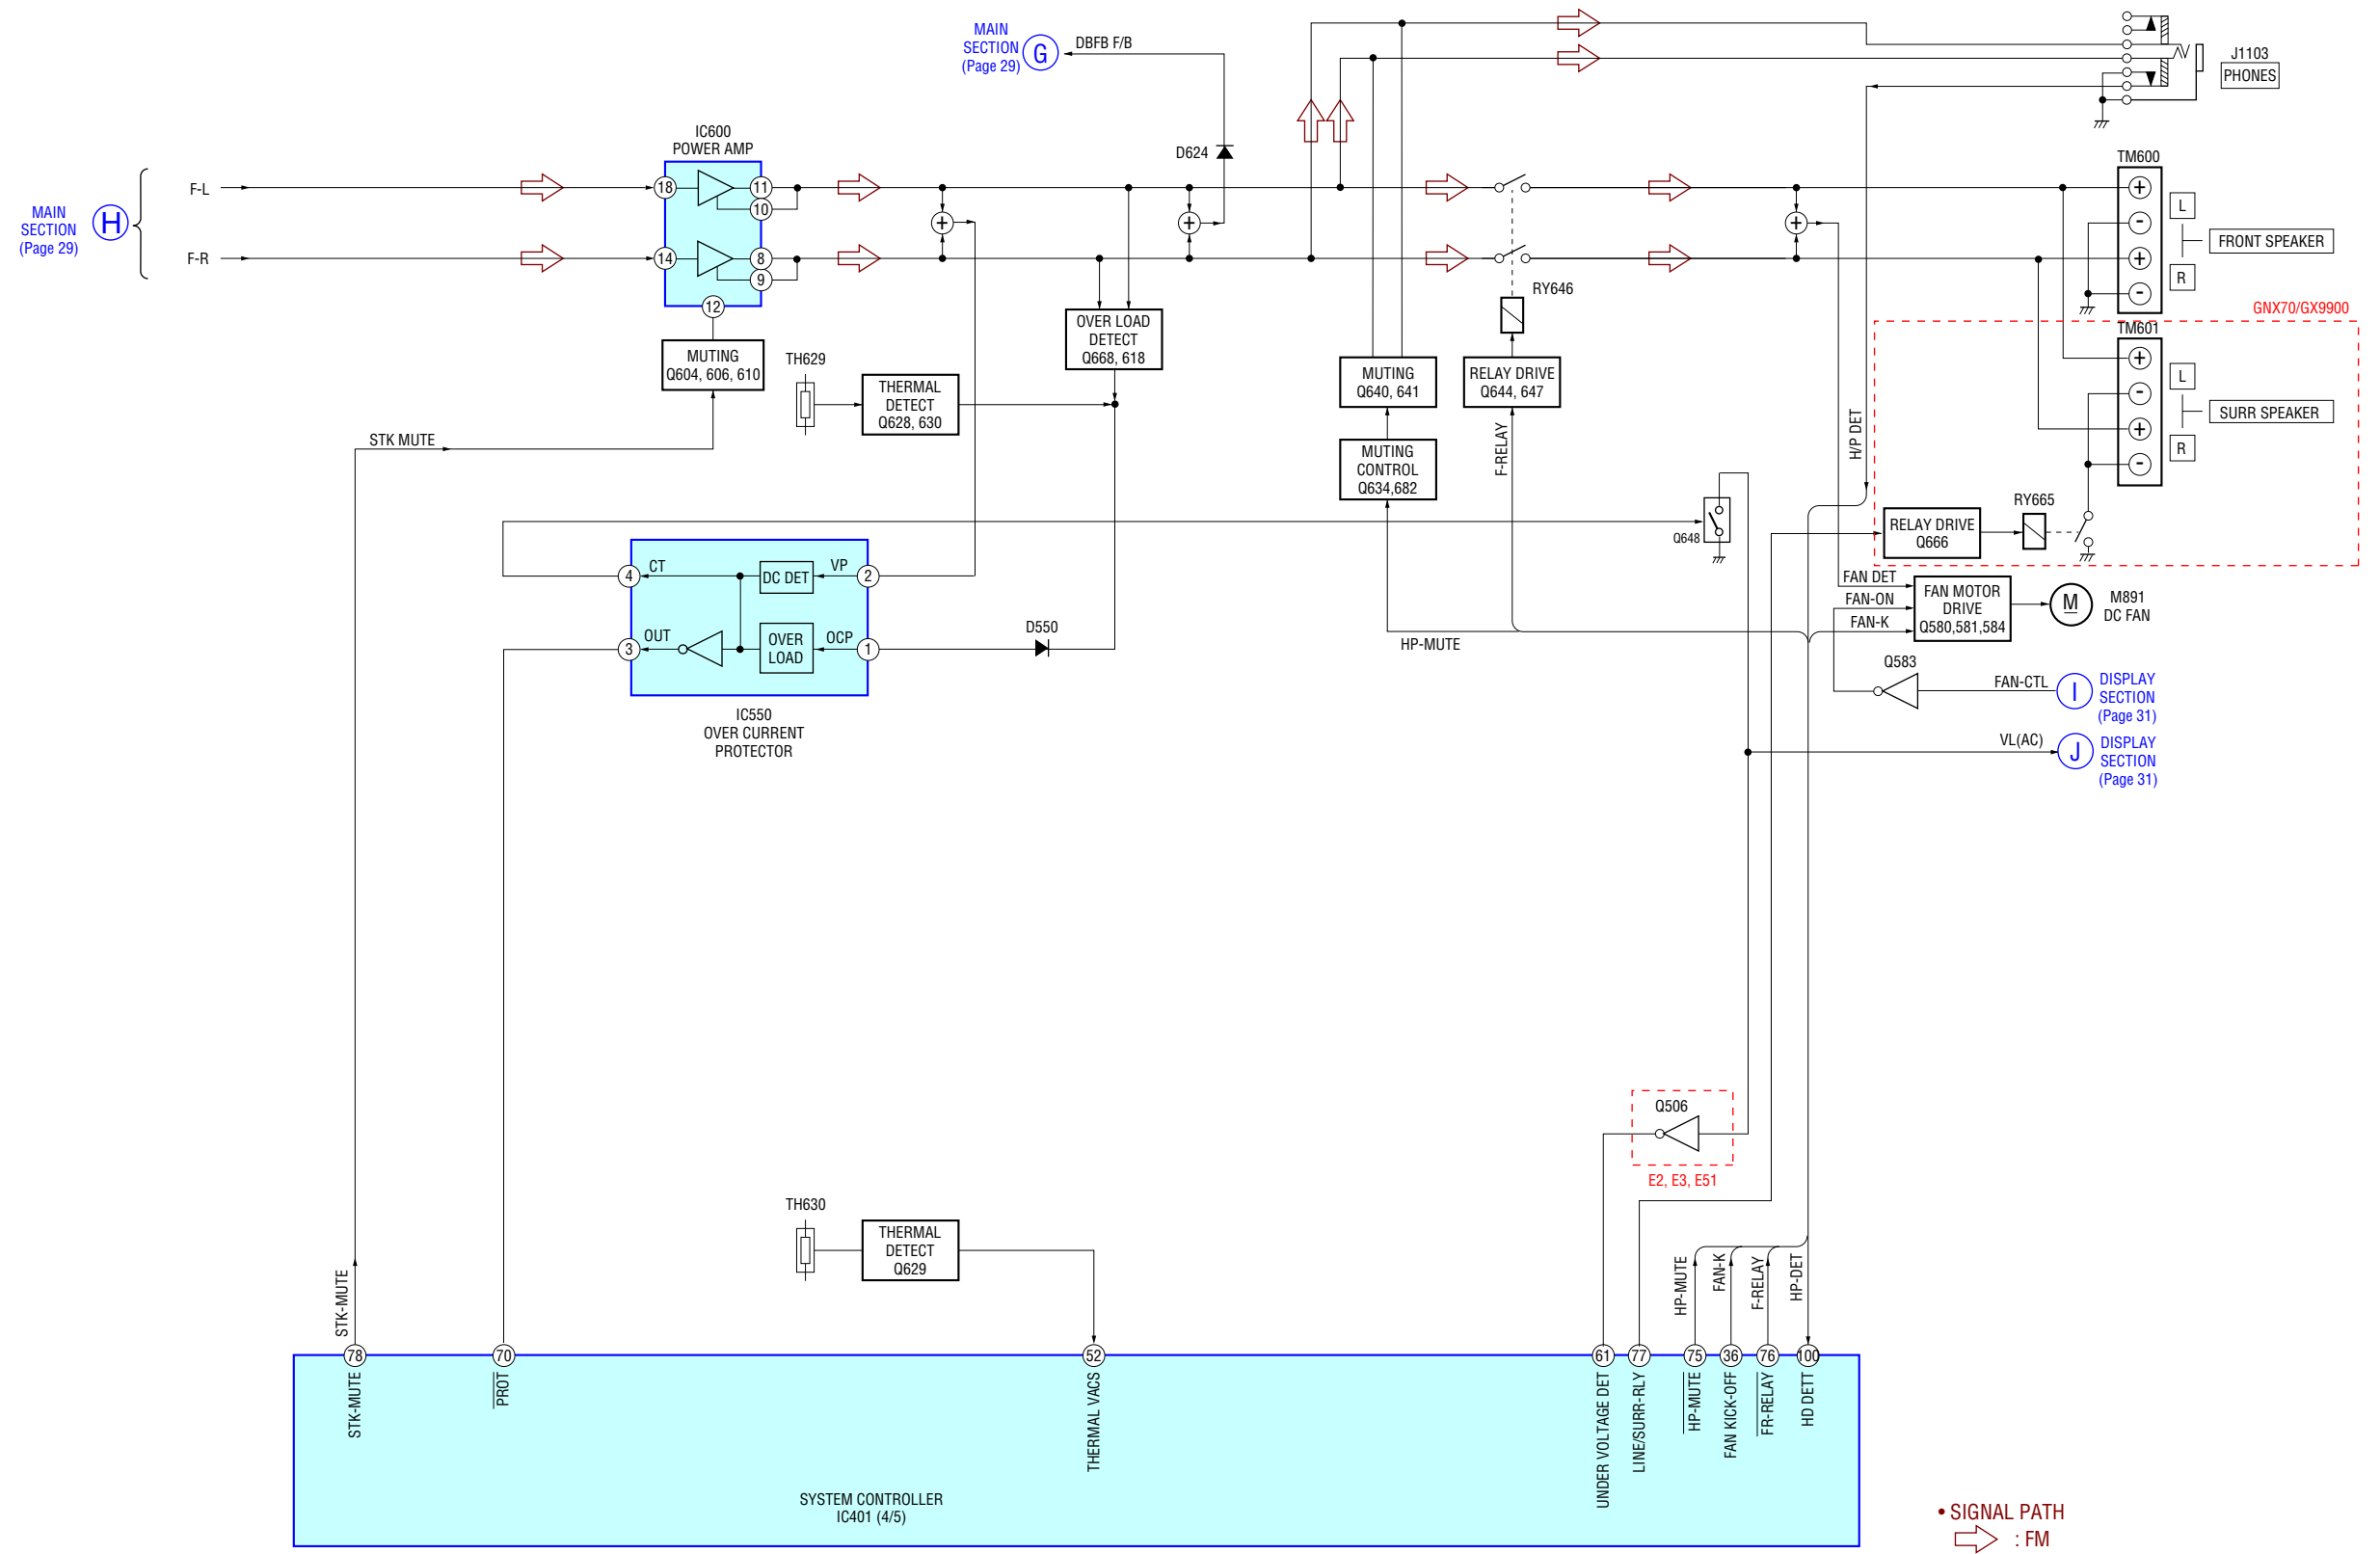 MAIN
SECTION
(Page 29)
G
DBFB F/B
J1103
PHONES
IC600
POWER AMP
D624
TM600
MAIN
SECTION
(Page 29)
H
F-L
F-R
18
11
10
14
8
9
12
+
+
+
+
-
+
-
L
R
FRONT SPEAKER
RY646
GNX70/GX9900
OVER LOAD
DETECT
Q668, 618
MUTING
Q604, 606, 610
TH629
THERMAL
DETECT
Q628, 630
MUTING
Q640, 641
RELAY DRIVE
Q644, 647
TM601
+
-
+
-
L
R
SURR SPEAKER
STK MUTE
MUTING
CONTROL
Q634,682
F-RELAY
H/P DET
RY665
RELAY DRIVE
Q666
Q648
4
CT
DC DET
VP
2
3
OUT
OVER
LOAD
OCP
1
D550
IC550
OVER CURRENT
PROTECTOR
HP-MUTE
FAN DET
FAN-ON
FAN-K
FAN MOTOR
DRIVE
Q580,581,584
M
M891
DC FAN
Q583
FAN-CTL
I
DISPLAY
SECTION
(Page 31)
VL(AC)
J
DISPLAY
SECTION
(Page 31)
Q506
E2, E3, E51
TH630
THERMAL
DETECT
Q629
STK-MUTE
HP-MUTE
FAN-K
F-RELAY
HP-DET
78
70
52
61
77
75
36
76
100
STK-MUTE
PROT
THERMAL VACS
UNDER VOLTAGE DET
LINE/SURR-RLY
HP-MUTE
FAN KICK-OFF
FR-RELAY
HD DETT
SYSTEM CONTROLLER
IC401 (4/5)
• SIGNAL PATH
: FM